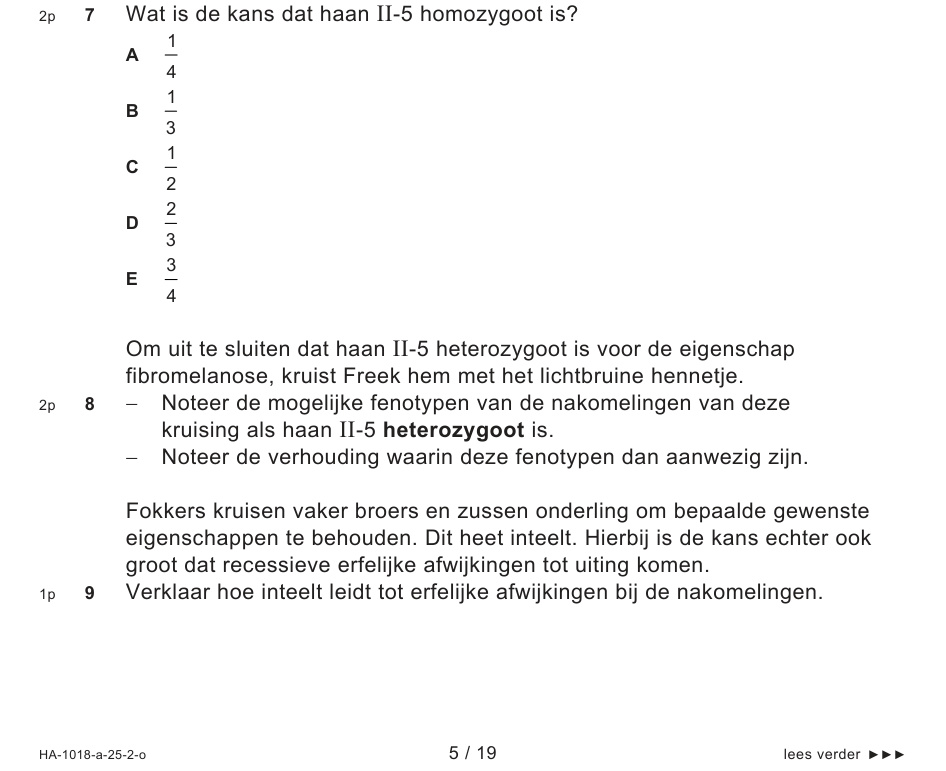 2p 7 Wat is de kans dat haan II-5 homozygoot is?
A 1/4
B 1/3
C 1/2
D 2/3
E 3/4
Om uit te sluiten dat haan II-5 heterozygoot is voor de eigenschap
fibromelanose, kruist Freek hem met het lichtbruine hennetje.
2p 8 – Noteer de mogelijke fenotypen van de nakomelingen van deze
kruising als haan II-5 heterozygoot is.
– Noteer de verhouding waarin deze fenotypen dan aanwezig zijn.
Fokkers kruisen vaker broers en zussen onderling om bepaalde gewenste
eigenschappen te behouden. Dit heet inteelt. Hierbij is de kans echter ook
groot dat recessieve erfelijke afwijkingen tot uiting komen.
1p 9 Verklaar hoe inteelt leidt tot erfelijke afwijkingen bij de nakomelingen.
HA-1018-a-25-2-o 5 / 19 lees verder ►►►